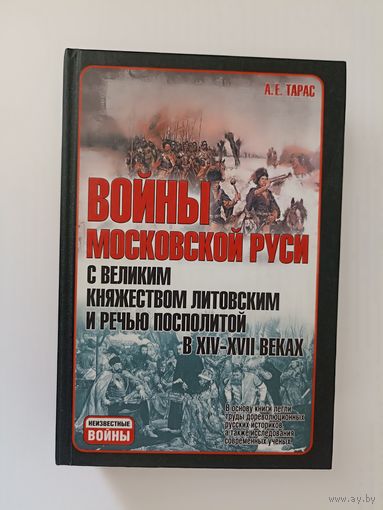 А. Е. ТАРАС
ВОЙНЫ
МОСКОВСКОЙ РУСИ
С ВЕЛИКИМ
КНЯЖЕСТВОМ ЛИТОВСКИМ
И РЕЧЬЮ ПОСПОЛИТОЙ
В XIV-XVII ВЕКАХ
В основу книги легли
труды дореволюционных
русских историков,
а также исследования
современных ученых
НЕИЗВЕСТНЫЕ
ВОЙНЫ
www.ay.by